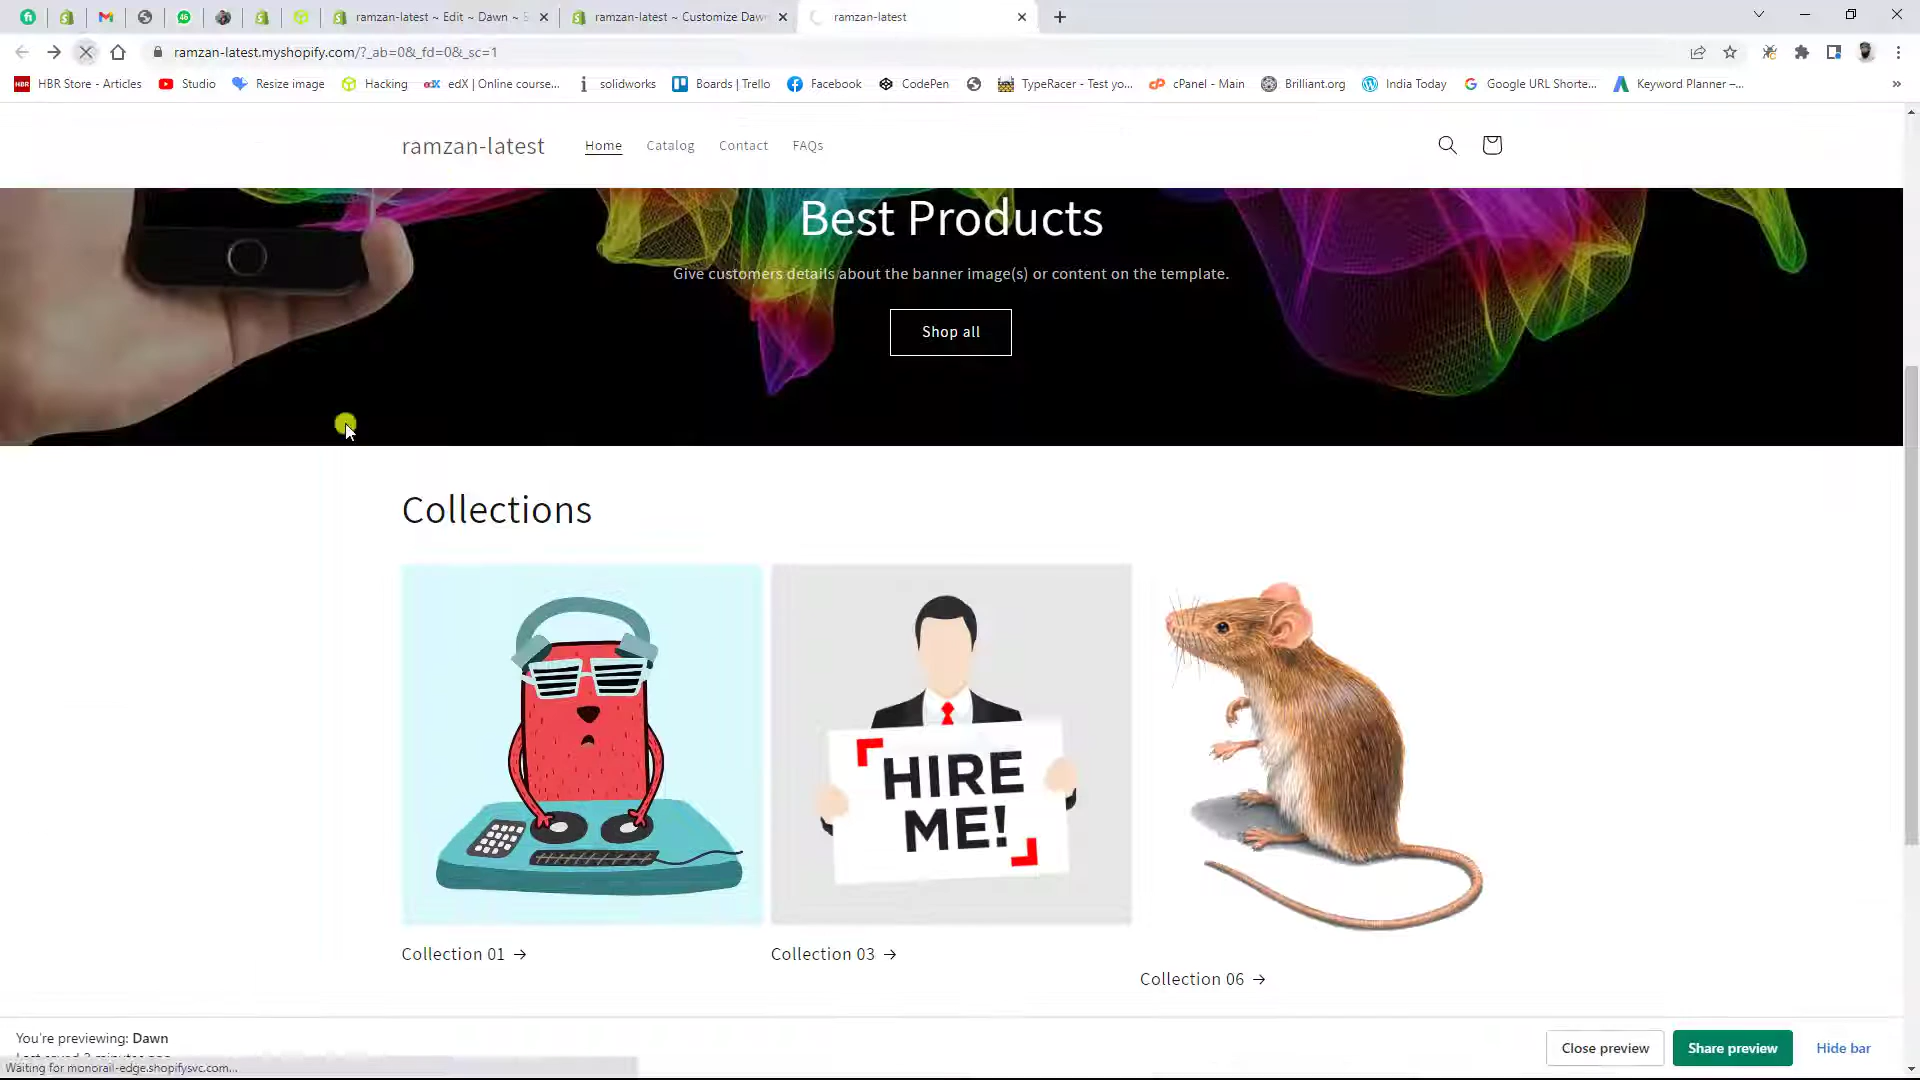 ramzan-latest ~ Edit ~ Dawn ~ S
ramzan-latest ~ Customize Daw
ramzan-latest
ramzan-latest.myshopify.com/?_ab=0&_fd=0&_sc=1
HBR Store - Articles
Studio
Resize image
Hacking
edX | Online course...
solidworks
Boards | Trello
Facebook
CodePen
TypeRacer - Test yo...
cPanel - Main
Brilliant.org
India Today
Google URL Shorte...
Keyword Planner –...
ramzan-latest
Home
Catalog
Contact
FAQs
Best Products
Give customers details about the banner image(s) or content on the template.
Shop all
Collections
HIRE
ME!
Collection 01 →
Collection 03 →
Collection 06 →
You're previewing: Dawn
Close preview
Share preview
Hide bar
Waiting for monorail-edge.shopifysvc.com...